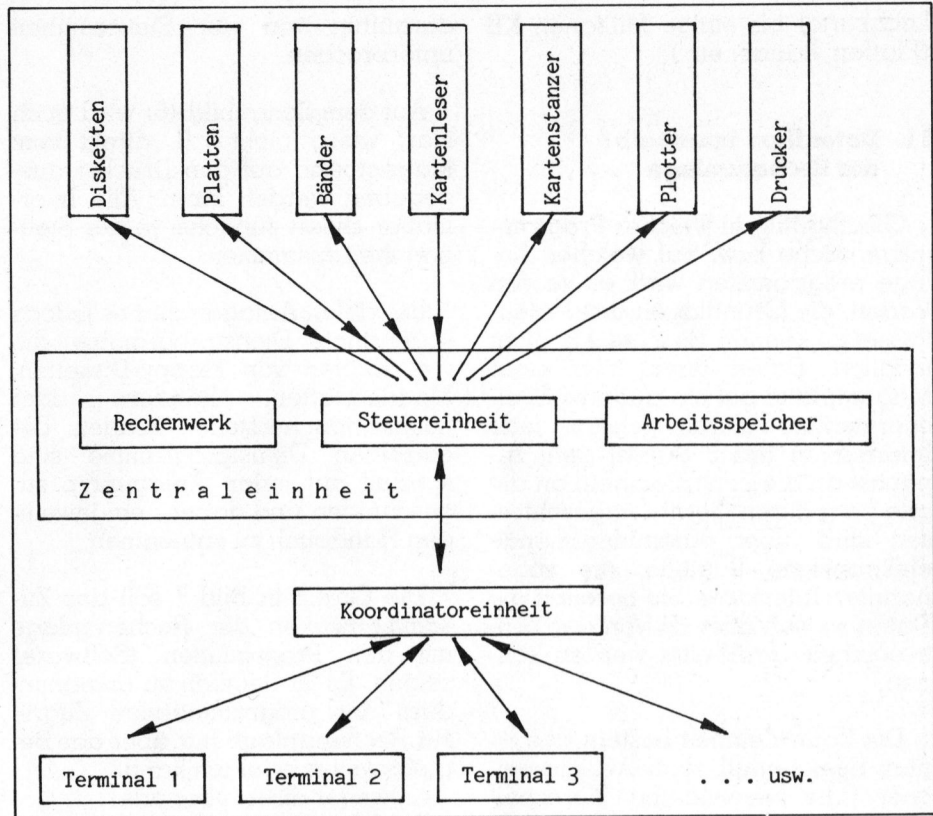 Disketten
Platten
Bänder
Kartenleser
Kartenstanzer
Plotter
Drucker
Rechenwerk
Steuereinheit
Arbeitsspeicher
Zentraleinheit
Koordinatoreinheit
Terminal 1
Terminal 2
Terminal 3
.... usw.